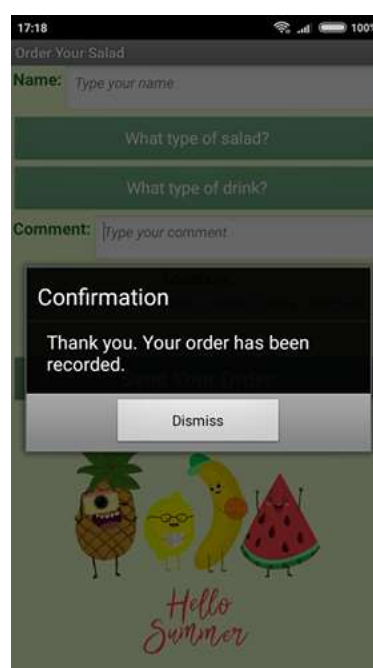 17:18 100%
Order Your Salad
Name: Type your name
What type of salad?
What type of drink?
Comment: Type your comment
Confirmation
Thank you. Your order has been
recorded.
Dismiss
Hello
Summer